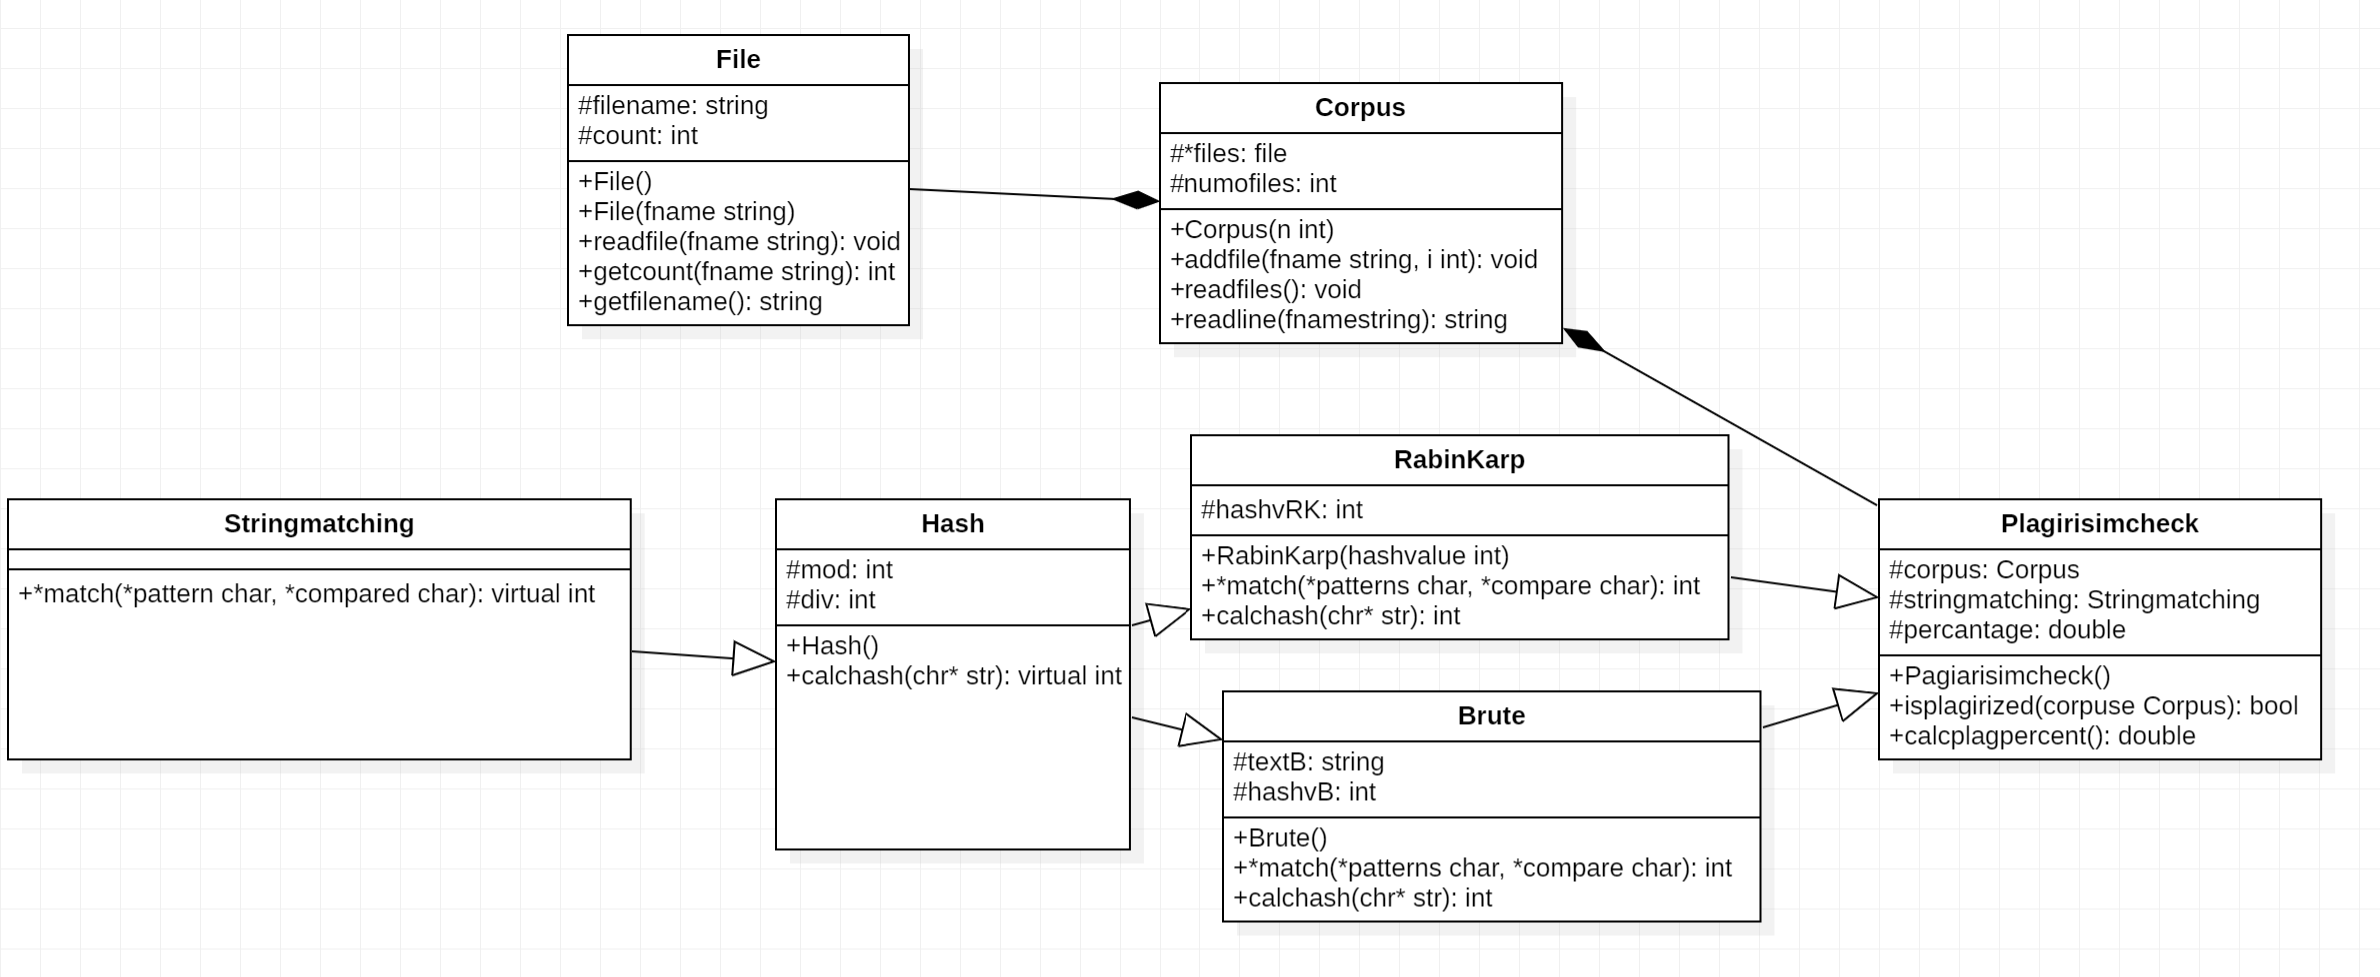 File
#filename: string
#count: int
+File()
+File(fname string)
+readfile(fname string): void
+getcount(fname string): int
+getfilename(): string
Corpus
#*files: file
#numofiles: int
+Corpus(n int)
+addfile(fname string, i int): void
+readfiles(): void
+readline(fnamestring): string
Stringmatching
+*match(*pattern char, *compared char): virtual int
Hash
#mod: int
#div: int
+Hash()
+calchash(chr* str): virtual int
RabinKarp
#hashvRK: int
+RabinKarp(hashvalue int)
+*match(*patterns char, *compare char): int
+calchash(chr* str): int
Brute
#textB: string
#hashvB: int
+Brute()
+*match(*patterns char, *compare char): int
+calchash(chr* str): int
Plagirisimcheck
#corpus: Corpus
#stringmatching: Stringmatching
#percantage: double
+Pagiarisimcheck()
+isplagirized(corpuse Corpus): bool
+calcplagpercent(): double